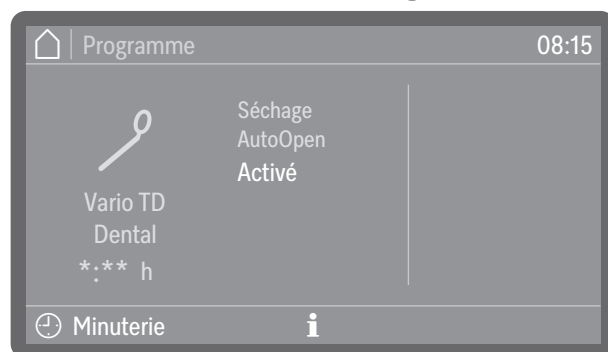 Programme
08:15
Vario TD
Dental
*:** h
Séchage
AutoOpen
Activé
Minuterie
i